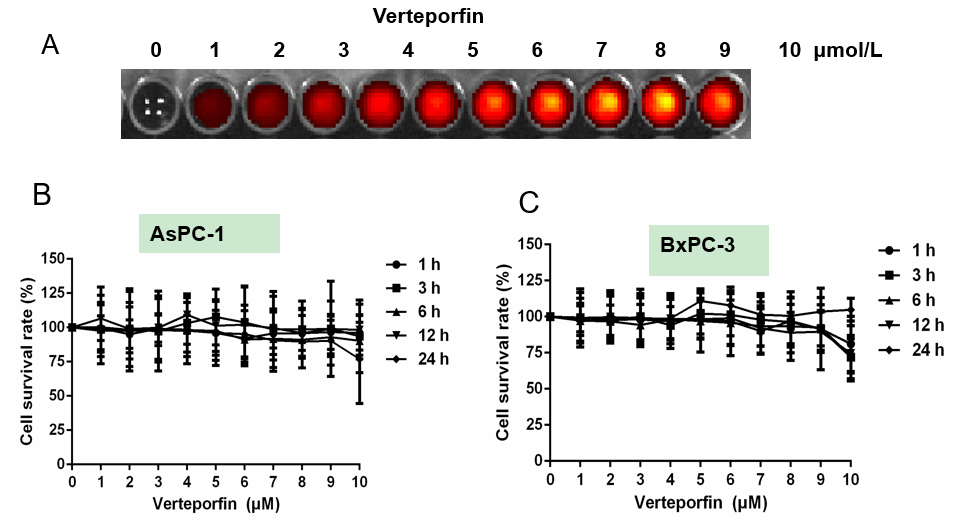 Verteporfin
A
0 1 2 3 4 5 6 7 8 9 10 µmol/L
B
AsPC-1
150
125
100
75
50
25
0
0 1 2 3 4 5 6 7 8 9 10
Cell survival rate (%)
Verteporfin (µM)
1 h
3 h
6 h
12 h
24 h
C
BxPC-3
150
125
100
75
50
25
0
0 1 2 3 4 5 6 7 8 9 10
Cell survival rate (%)
Verteporfin (µM)
1 h
3 h
6 h
12 h
24 h